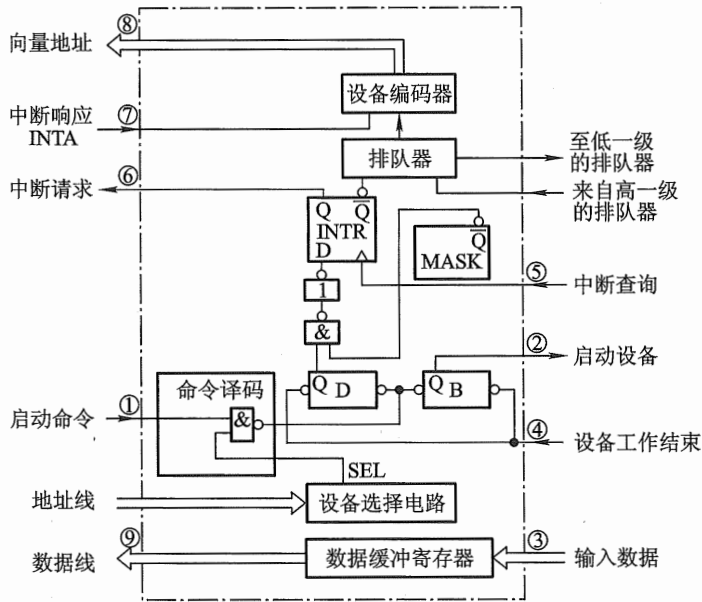 ⑧
向量地址
设备编码器
中断响应
INTA
⑦
排队器
至低一级
的排队器
中断请求
⑥
来自高一级
的排队器
Q Q̅
INTR
D
Q̅
MASK
1
⑤
中断查询
&
②
启动设备
命令译码
Q D
Q B
启动命令
①
&
④
设备工作结束
SEL
地址线
设备选择电路
⑨
数据线
数据缓冲寄存器
③
输入数据